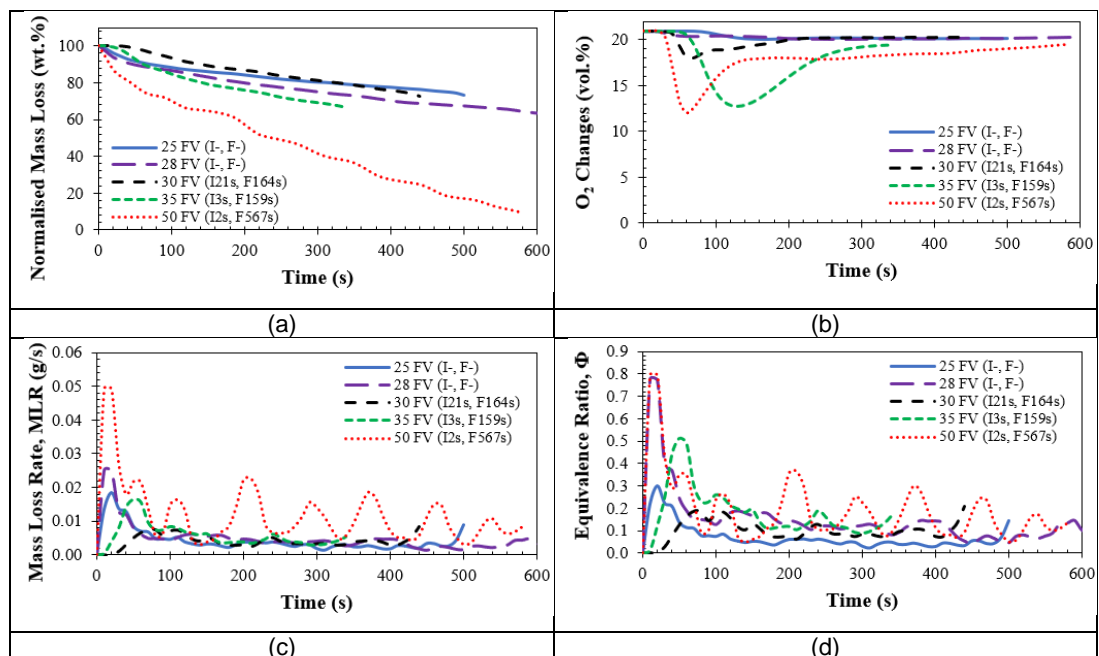 Normalised Mass Loss (wt.%)
120
100
80
60
40
20
0
25 FV (I-, F-)
28 FV (I-, F-)
30 FV (I21s, F164s)
35 FV (I3s, F159s)
50 FV (I2s, F567s)
0 100 200 300 400 500 600
Time (s)
(a)
O₂ Changes (vol.%)
20
15
10
5
0
25 FV (I-, F-)
28 FV (I-, F-)
30 FV (I21s, F164s)
35 FV (I3s, F159s)
50 FV (I2s, F567s)
0 100 200 300 400 500 600
Time (s)
(b)
Mass Loss Rate, MLR (g/s)
0.06
0.05
0.04
0.03
0.02
0.01
0.00
25 FV (I-, F-)
28 FV (I-, F-)
30 FV (I21s, F164s)
35 FV (I3s, F159s)
50 FV (I2s, F567s)
0 100 200 300 400 500 600
Time (s)
(c)
Equivalence Ratio, Φ
0.9
0.8
0.7
0.6
0.5
0.4
0.3
0.2
0.1
0.0
25 FV (I-, F-)
28 FV (I-, F-)
30 FV (I21s, F164s)
35 FV (I3s, F159s)
50 FV (I2s, F567s)
0 100 200 300 400 500 600
Time (s)
(d)